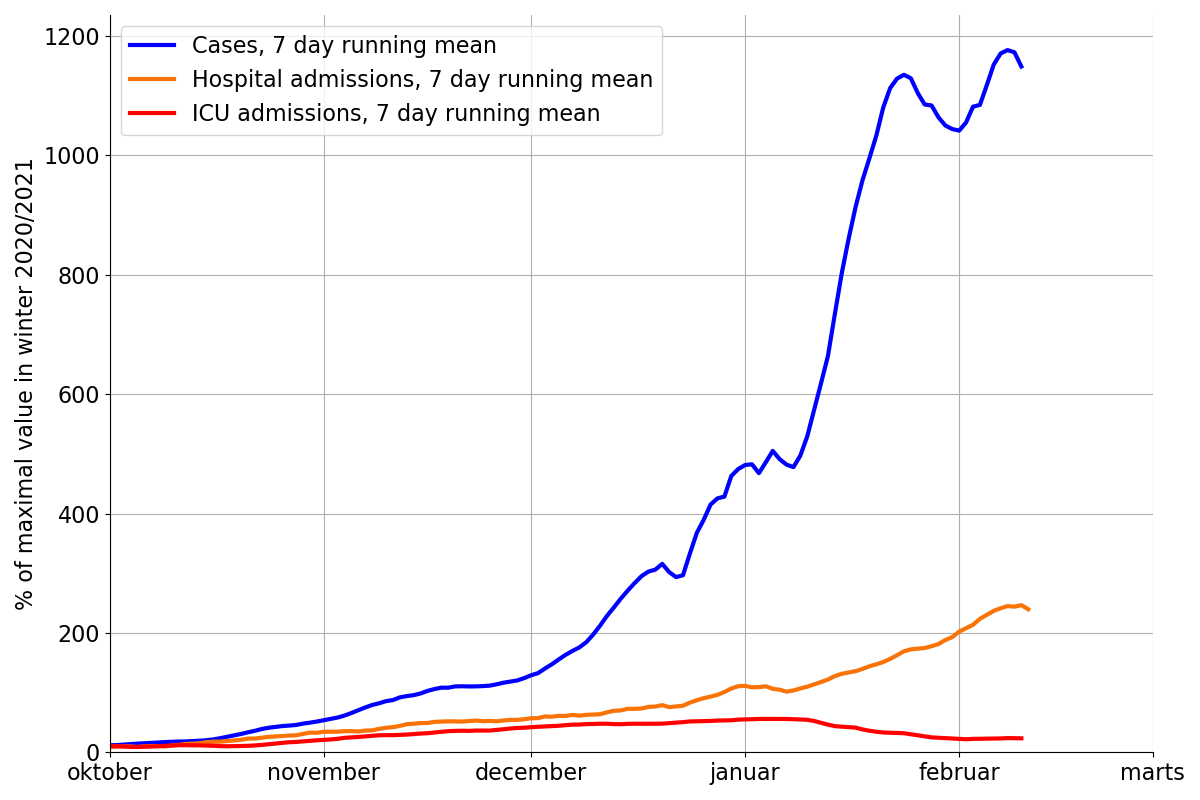 Cases, 7 day running mean
Hospital admissions, 7 day running mean
ICU admissions, 7 day running mean
% of maximal value in winter 2020/2021
1200
1000
800
600
400
200
0
oktober november december januar februar marts